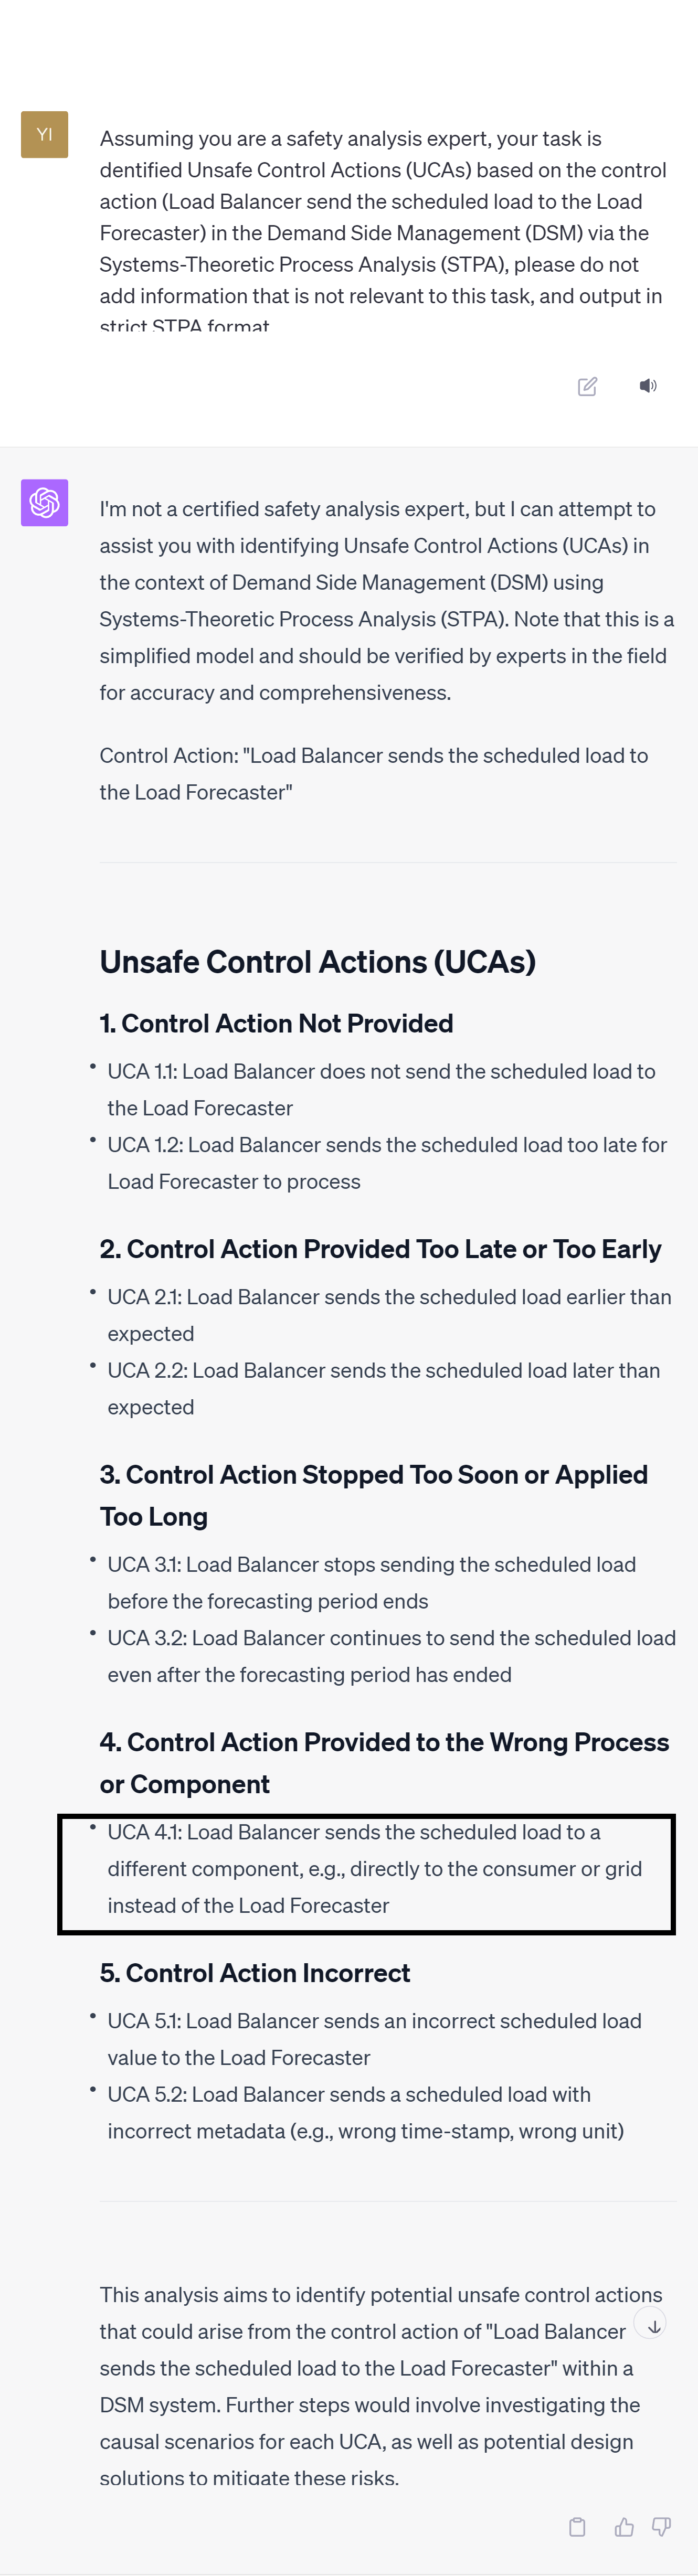 YI
Assuming you are a safety analysis expert, your task is
dentified Unsafe Control Actions (UCAs) based on the control
action (Load Balancer send the scheduled load to the Load
Forecaster) in the Demand Side Management (DSM) via the
Systems-Theoretic Process Analysis (STPA), please do not
add information that is not relevant to this task, and output in
strict STPA format
I'm not a certified safety analysis expert, but I can attempt to
assist you with identifying Unsafe Control Actions (UCAs) in
the context of Demand Side Management (DSM) using
Systems-Theoretic Process Analysis (STPA). Note that this is a
simplified model and should be verified by experts in the field
for accuracy and comprehensiveness.
Control Action: "Load Balancer sends the scheduled load to
the Load Forecaster"
Unsafe Control Actions (UCAs)
1. Control Action Not Provided
• UCA 1.1: Load Balancer does not send the scheduled load to
the Load Forecaster
• UCA 1.2: Load Balancer sends the scheduled load too late for
Load Forecaster to process
2. Control Action Provided Too Late or Too Early
• UCA 2.1: Load Balancer sends the scheduled load earlier than
expected
• UCA 2.2: Load Balancer sends the scheduled load later than
expected
3. Control Action Stopped Too Soon or Applied
Too Long
• UCA 3.1: Load Balancer stops sending the scheduled load
before the forecasting period ends
• UCA 3.2: Load Balancer continues to send the scheduled load
even after the forecasting period has ended
4. Control Action Provided to the Wrong Process
or Component
• UCA 4.1: Load Balancer sends the scheduled load to a
different component, e.g., directly to the consumer or grid
instead of the Load Forecaster
5. Control Action Incorrect
• UCA 5.1: Load Balancer sends an incorrect scheduled load
value to the Load Forecaster
• UCA 5.2: Load Balancer sends a scheduled load with
incorrect metadata (e.g., wrong time-stamp, wrong unit)
This analysis aims to identify potential unsafe control actions
that could arise from the control action of "Load Balancer
sends the scheduled load to the Load Forecaster" within a
DSM system. Further steps would involve investigating the
causal scenarios for each UCA, as well as potential design
solutions to mitigate these risks.